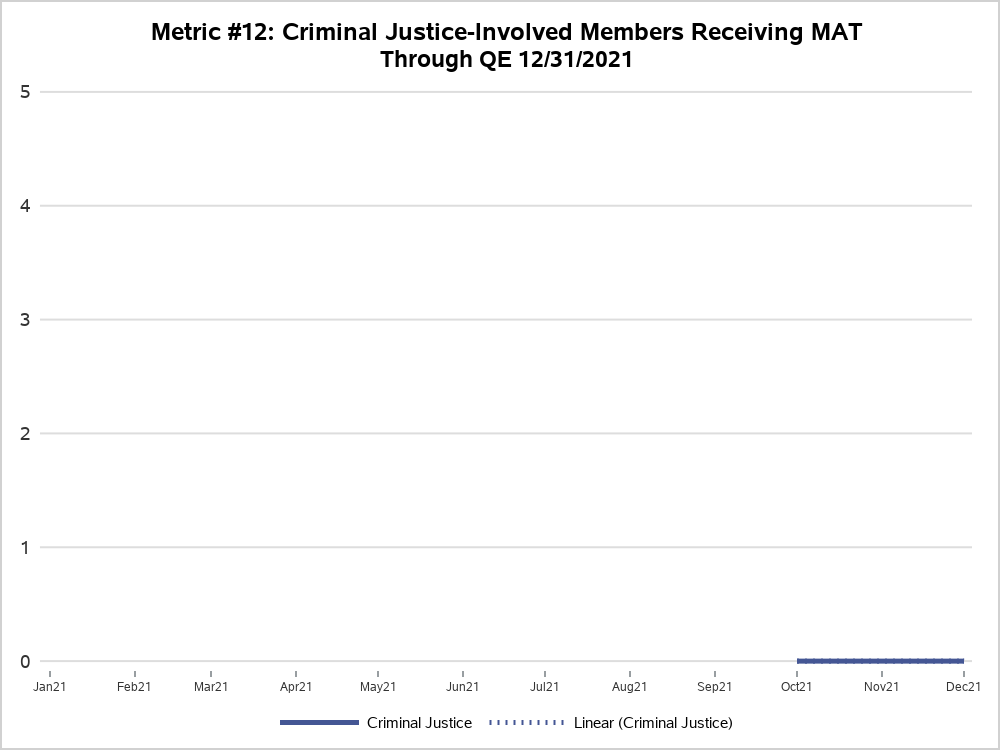 Metric #12: Criminal Justice-Involved Members Receiving MAT
Through QE 12/31/2021
5
4
3
2
1
0
Jan21 Feb21 Mar21 Apr21 May21 Jun21 Jul21 Aug21 Sep21 Oct21 Nov21 Dec21
Criminal Justice Linear (Criminal Justice)